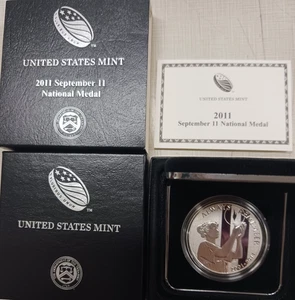 UNITED STATES MINT
2011 September 11
National Medal
UNITED STATES MINT
2011
September 11 National Medal
UNITED STATES MINT